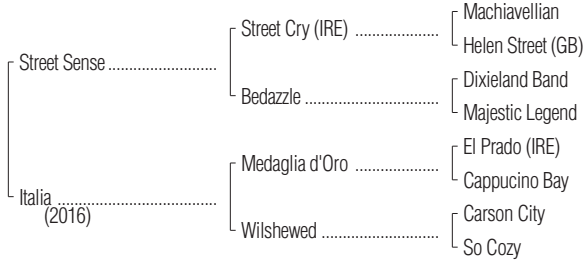 Machiavellian
Street Cry (IRE) ....................
Helen Street (GB)
Street Sense ..........................
Dixieland Band
Bedazzle ................................
Majestic Legend
El Prado (IRE)
Medaglia d'Oro ....................
Cappucino Bay
Italia ......................................
(2016)
Carson City
Wilshewed ............................
So Cozy